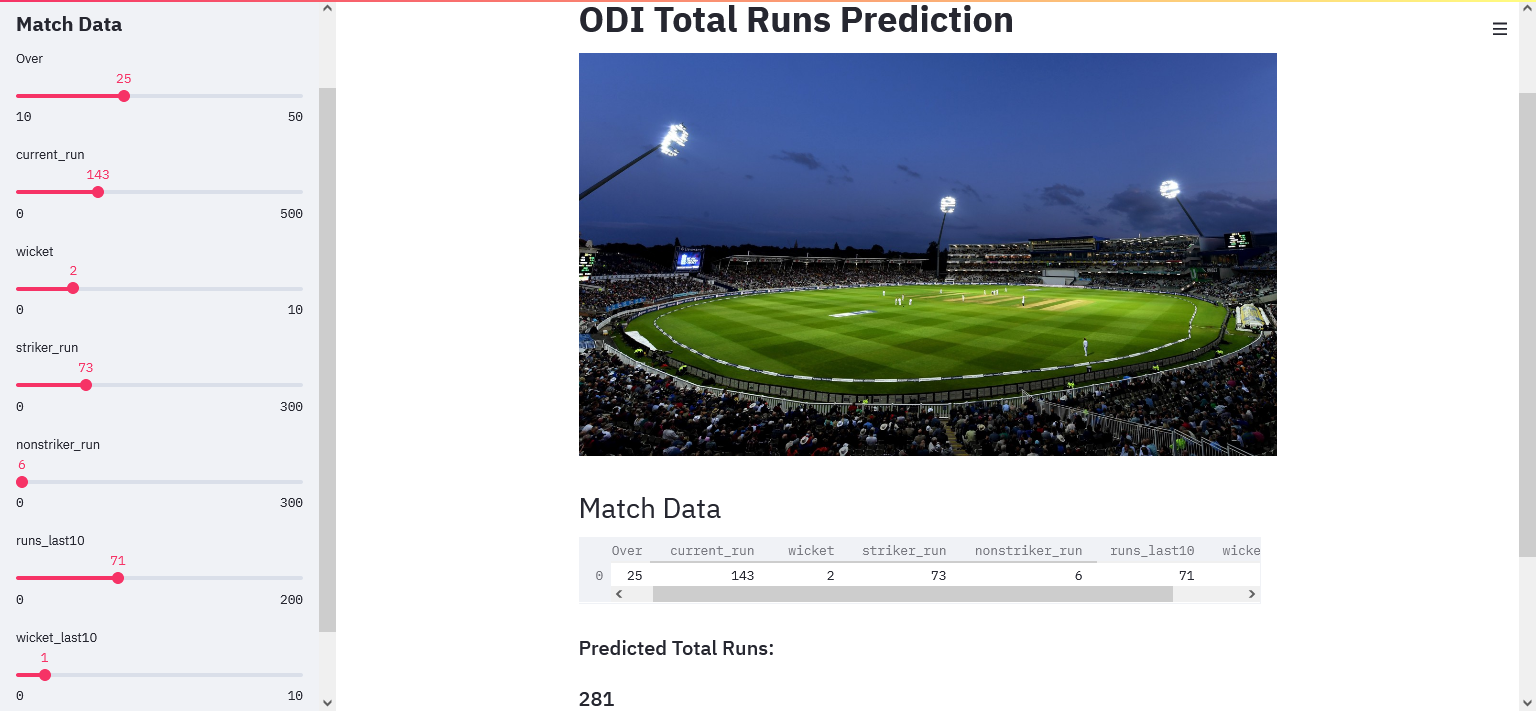 Match Data
Over
25
10 50
current_run
143
0 500
wicket
2
0 10
striker_run
73
0 300
nonstriker_run
6
0 300
runs_last10
71
0 200
wicket_last10
1
0 10
ODI Total Runs Prediction
Match Data
Over current_run wicket striker_run nonstriker_run runs_last10 wicke
0 25 143 2 73 6 71
Predicted Total Runs:
281